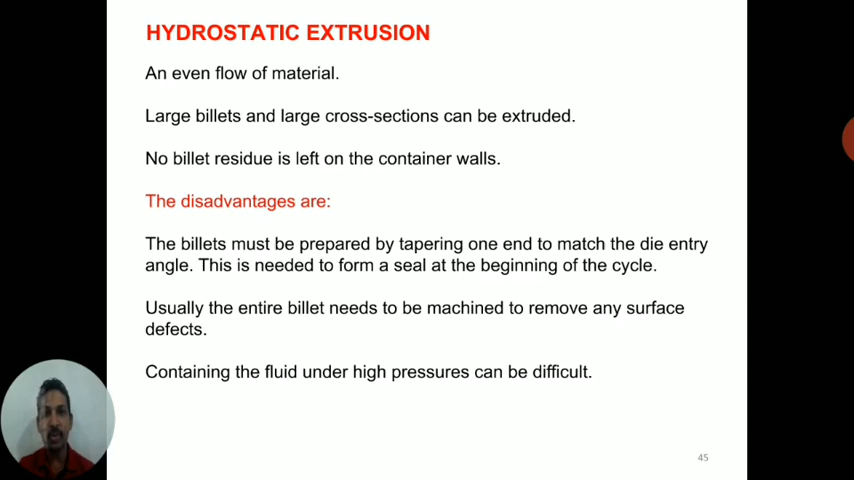 HYDROSTATIC EXTRUSION
An even flow of material.
Large billets and large cross-sections can be extruded.
No billet residue is left on the container walls.
The disadvantages are:
The billets must be prepared by tapering one end to match the die entry
angle. This is needed to form a seal at the beginning of the cycle.
Usually the entire billet needs to be machined to remove any surface
defects.
Containing the fluid under high pressures can be difficult.
45